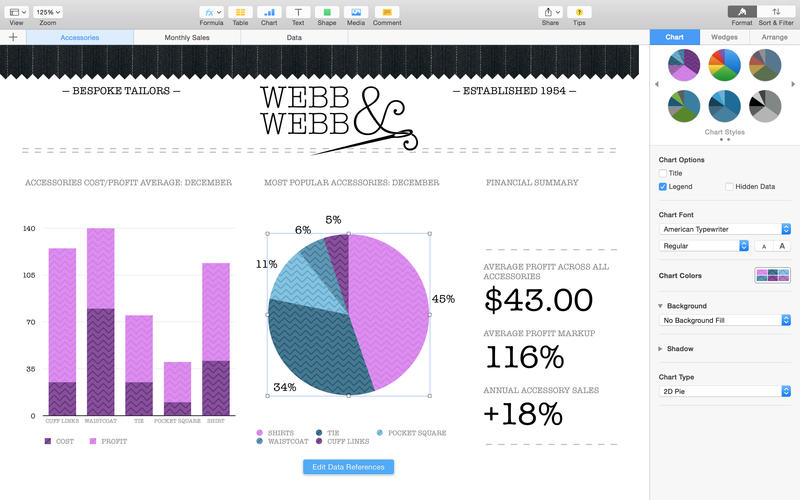 125%
View
Zoom
Formula
Table
Chart
Text
Shape
Media
Comment
Share
Tips
Format
Sort & Filter
Accessories
Monthly Sales
Data
Chart
Wedges
Arrange
— BESPOKE TAILORS —
WEBB &
WEBB
— ESTABLISHED 1954 —
ACCESSORIES COST/PROFIT AVERAGE: DECEMBER
140
105
70
35
0
CUFF LINKS
WAISTCOAT
TIE
POCKET SQUARE
SHIRT
COST
PROFIT
MOST POPULAR ACCESSORIES: DECEMBER
5%
6%
11%
45%
34%
SHIRTS
TIE
POCKET SQUARE
WAISTCOAT
CUFF LINKS
Edit Data References
FINANCIAL SUMMARY
AVERAGE PROFIT ACROSS ALL
ACCESSORIES
$43.00
AVERAGE PROFIT MARKUP
116%
ANNUAL ACCESSORY SALES
+18%
Chart Styles
Chart Options
Title
Legend
Hidden Data
Chart Font
American Typewriter
Regular
A
A
Chart Colors
Background
No Background Fill
Shadow
Chart Type
2D Pie